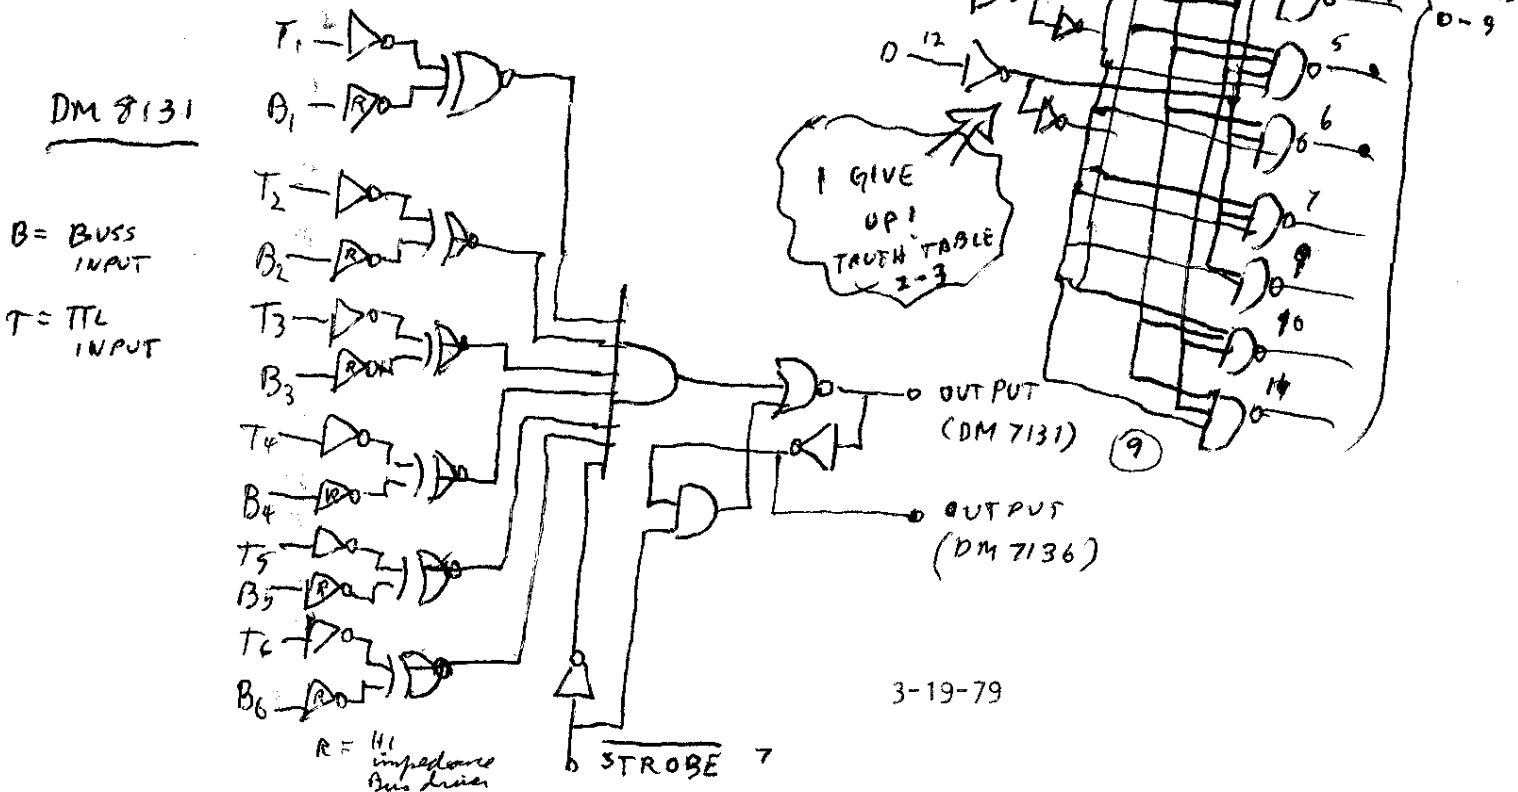 DM 8131
B = BUSS
INPUT
T = TTL
INPUT
T1
B1
T2
B2
T3
B3
T4
B4
T5
B5
T6
B6
R
R
R
R
R
R
R = Hi
impedance
Bus driver
STROBE 7
OUTPUT
(DM 7131)
OUTPUT
(DM 7136)
3-19-79
D 12
I GIVE
UP!
TRUTH TABLE
2-3
0-9
5
6
7
9
10
11
9